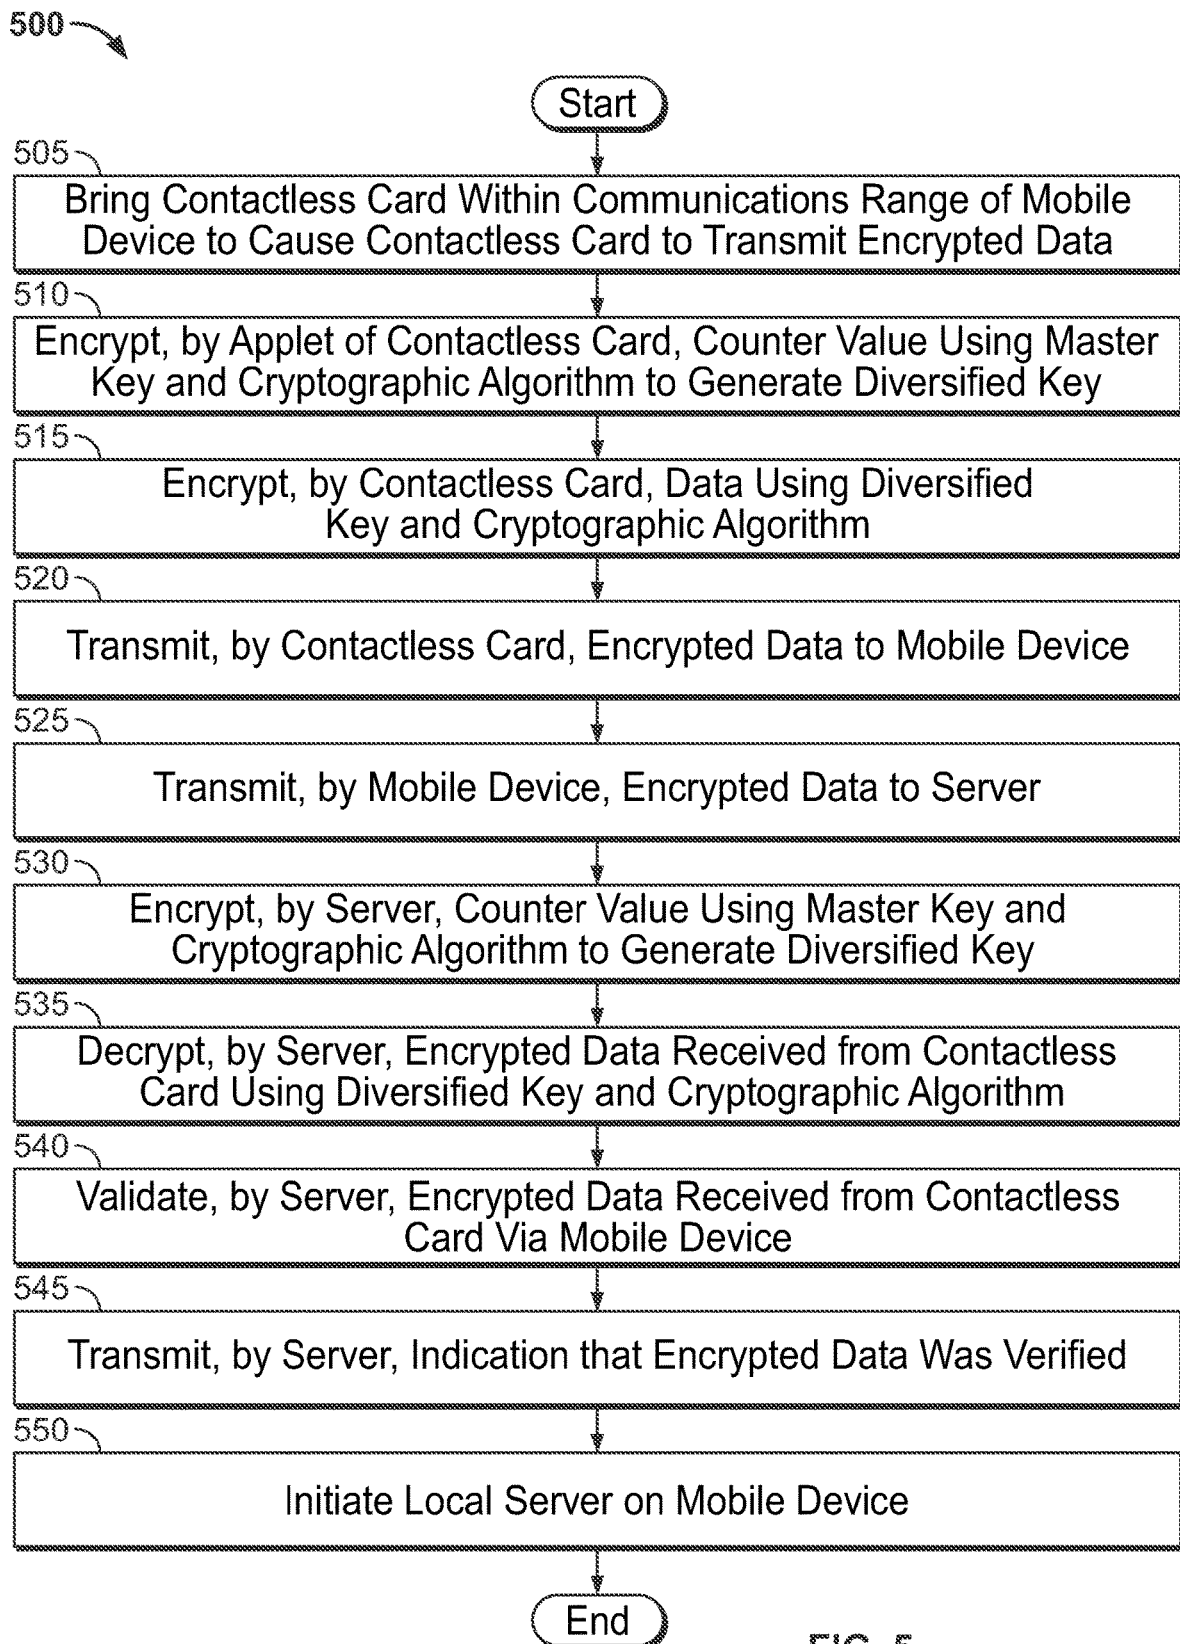 500
Start
505
Bring Contactless Card Within Communications Range of Mobile
Device to Cause Contactless Card to Transmit Encrypted Data
510
Encrypt, by Applet of Contactless Card, Counter Value Using Master
Key and Cryptographic Algorithm to Generate Diversified Key
515
Encrypt, by Contactless Card, Data Using Diversified
Key and Cryptographic Algorithm
520
Transmit, by Contactless Card, Encrypted Data to Mobile Device
525
Transmit, by Mobile Device, Encrypted Data to Server
530
Encrypt, by Server, Counter Value Using Master Key and
Cryptographic Algorithm to Generate Diversified Key
535
Decrypt, by Server, Encrypted Data Received from Contactless
Card Using Diversified Key and Cryptographic Algorithm
540
Validate, by Server, Encrypted Data Received from Contactless
Card Via Mobile Device
545
Transmit, by Server, Indication that Encrypted Data Was Verified
550
Initiate Local Server on Mobile Device
End
FIG. 5